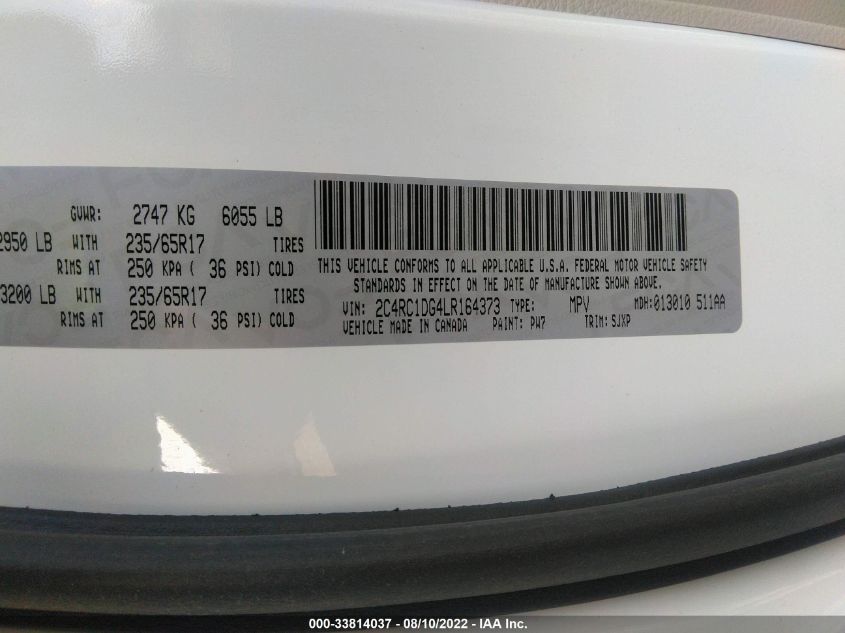 GVWR: 2747 KG 6055 LB
2950 LB WITH 235/65R17 TIRES
RIMS AT 250 KPA ( 36 PSI) COLD
3200 LB WITH 235/65R17 TIRES
RIMS AT 250 KPA ( 36 PSI) COLD
THIS VEHICLE CONFORMS TO ALL APPLICABLE U.S.A. FEDERAL MOTOR VEHICLE SAFETY
STANDARDS IN EFFECT ON THE DATE OF MANUFACTURE SHOWN ABOVE.
VIN: 2C4RC1DG4LR164373 TYPE: MPV MDH:013010 511AA
VEHICLE MADE IN CANADA PAINT: PW7 TRIM:SJXP
000-33814037 - 08/10/2022 - IAA Inc.